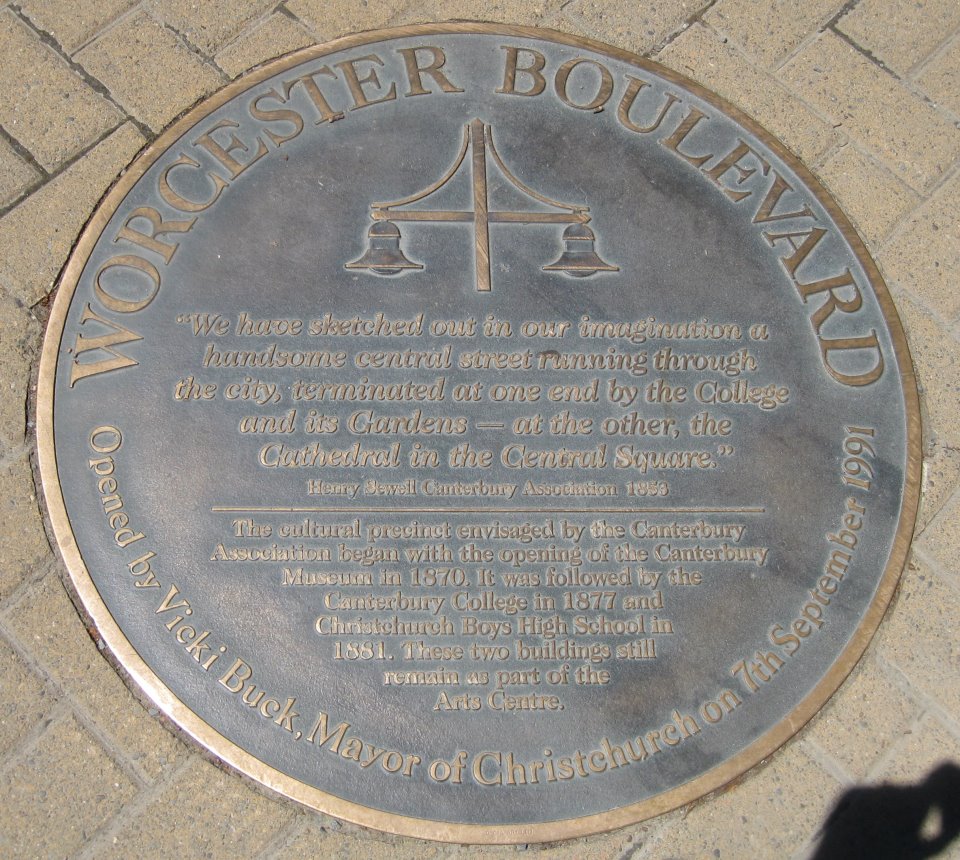 WORCESTER BOULEVARD
"We have sketched out in our imagination a
handsome central street running through
the city, terminated at one end by the College
and its Gardens — at the other, the
Cathedral in the Central Square."
Henry Sewell Canterbury Association 1853
The cultural precinct envisaged by the Canterbury
Association began with the opening of the Canterbury
Museum in 1870. It was followed by the
Canterbury College in 1877 and
Christchurch Boys High School in
1881. These two buildings still
remain as part of the
Arts Centre.
Opened by Vicki Buck, Mayor of Christchurch on 7th September 1991